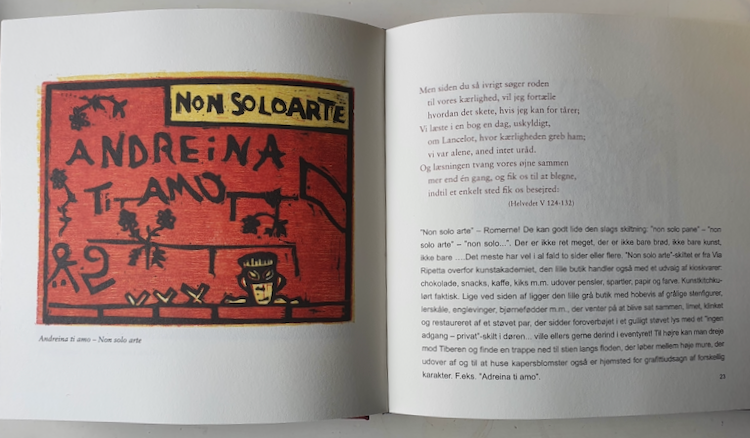 NON SOLOARTE
ANDREiNA
Ti AMO
Andreina ti amo – Non solo arte
Men siden du så ivrigt søger roden
til vores kærlighed, vil jeg fortælle
hvordan det skete, hvis jeg kan for tårer;
Vi læste i en bog en dag, uskyldigt,
om Lancelot, hvor kærligheden greb ham;
vi var alene, aned intet uråd.
Og læsningen tvang vores øjne sammen
mer end én gang, og fik os til at blegne,
indtil et enkelt sted fik os besejred:
(Helvedet V 124-132)
"Non solo arte" – Romerne! De kan godt lide den slags skiltning: "non solo pane" – "non
solo arte" – "non solo...". Der er ikke ret meget, der er ikke bare brød, ikke bare kunst,
ikke bare ....Det meste har vel i al fald to sider eller flere. "Non solo arte"-skiltet er fra Via
Ripetta overfor kunstakademiet, den lille butik handler også med et udvalg af kioskvarer:
chokolade, snacks, kaffe, kiks m.m. udover pensler, spartler, papir og farve. Kunstkitchku-
lørt faktisk. Lige ved siden af ligger den lille grå butik med hobevis af grålige stenfigurer,
lerskåle, englevinger, bjørnefødder m.m., der venter på at blive sat sammen, limet, klinket
og restaureret af et støvet par, der sidder foroverbøjet i et gulligt støvet lys med et "ingen
adgang – privat"-skilt i døren... ville ellers gerne derind i eventyret! Til højre kan man dreje
mod Tiberen og finde en trappe ned til stien langs floden, der løber mellem høje mure, der
udover af og til at huse kapersblomster også er hjemsted for grafittiudsagn af forskellig
karakter. F.eks. "Adreina ti amo".
23